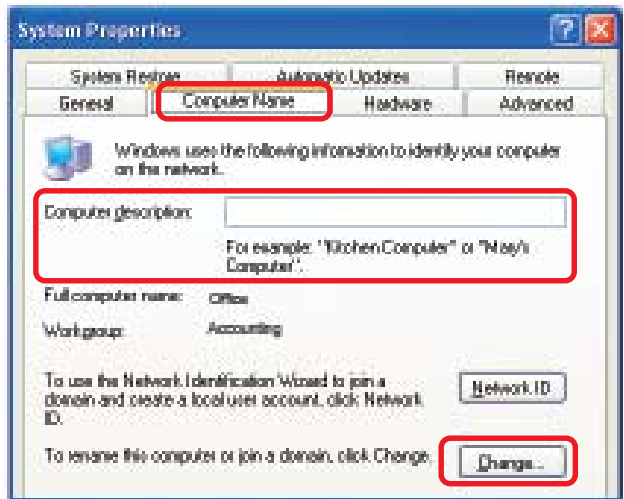 System Properties
System Restore Automatic Updates Remote
General Computer Name Hardware Advanced
Windows uses the following information to identify your computer
on the network.
Computer description:
For example: "Kitchen Computer" or "Mary's
Computer".
Full computer name: Office
Workgroup: Accounting
To use the Network Identification Wizard to join a
domain and create a local user account, click Network
ID.
Network ID
To rename this computer or join a domain, click Change.
Change...